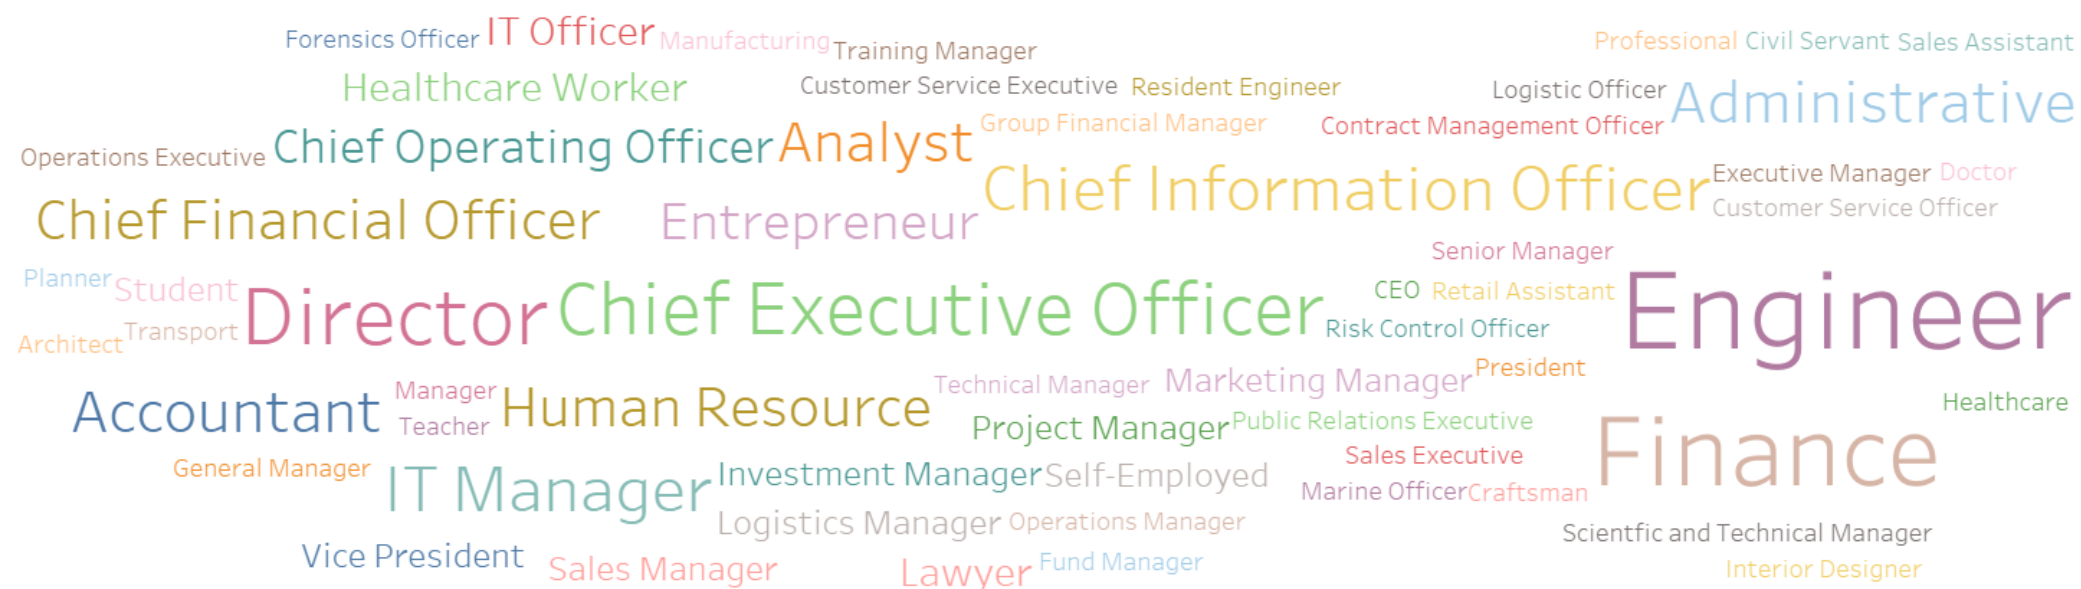 Forensics Officer IT Officer Manufacturing Training Manager Professional Civil Servant Sales Assistant
Healthcare Worker Customer Service Executive Resident Engineer Logistic Officer Administrative
Operations Executive Chief Operating Officer Analyst Group Financial Manager Contract Management Officer
Chief Information Officer Executive Manager Doctor
Chief Financial Officer Entrepreneur Customer Service Officer
Senior Manager
Planner Student Director Chief Executive Officer CEO Retail Assistant Engineer
Architect Transport Risk Control Officer
President
Accountant Manager Human Resource Technical Manager Marketing Manager Healthcare
Teacher Project Manager Public Relations Executive Finance
General Manager IT Manager Investment Manager Self-Employed Sales Executive
Marine Officer Craftsman
Logistics Manager Operations Manager Scientfic and Technical Manager
Vice President Sales Manager Lawyer Fund Manager Interior Designer